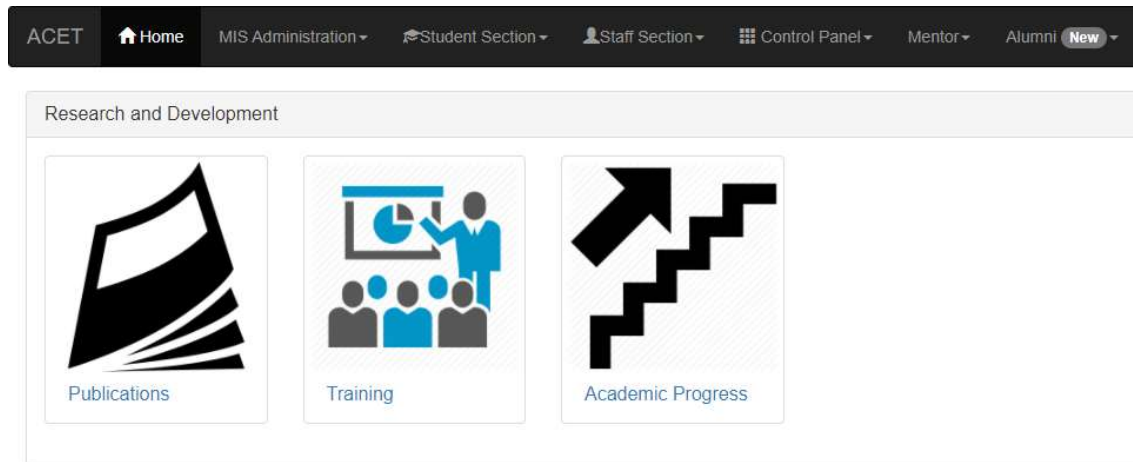 ACET Home MIS Administration Student Section Staff Section Control Panel Mentor Alumni New
Research and Development
Publications Training Academic Progress